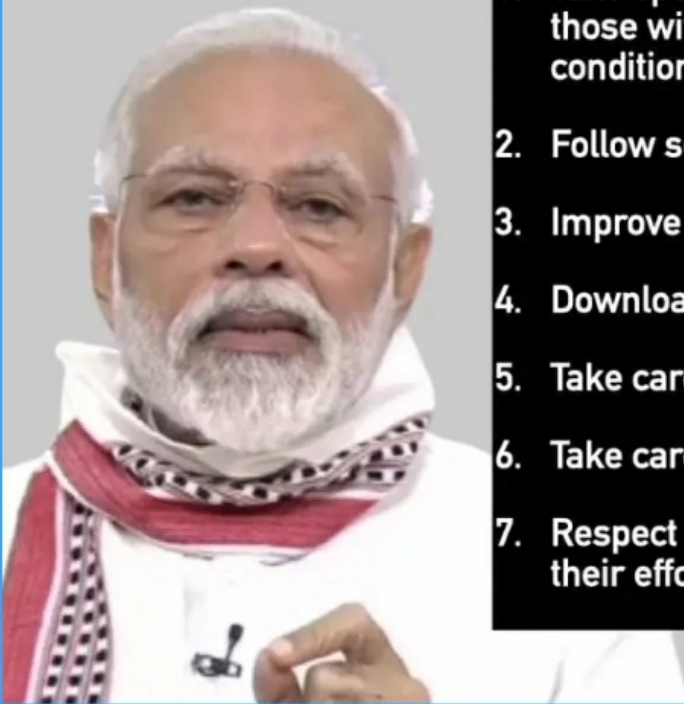 those wi
condition
2. Follow s
3. Improve
4. Downloa
5. Take car
6. Take car
7. Respect
their effo